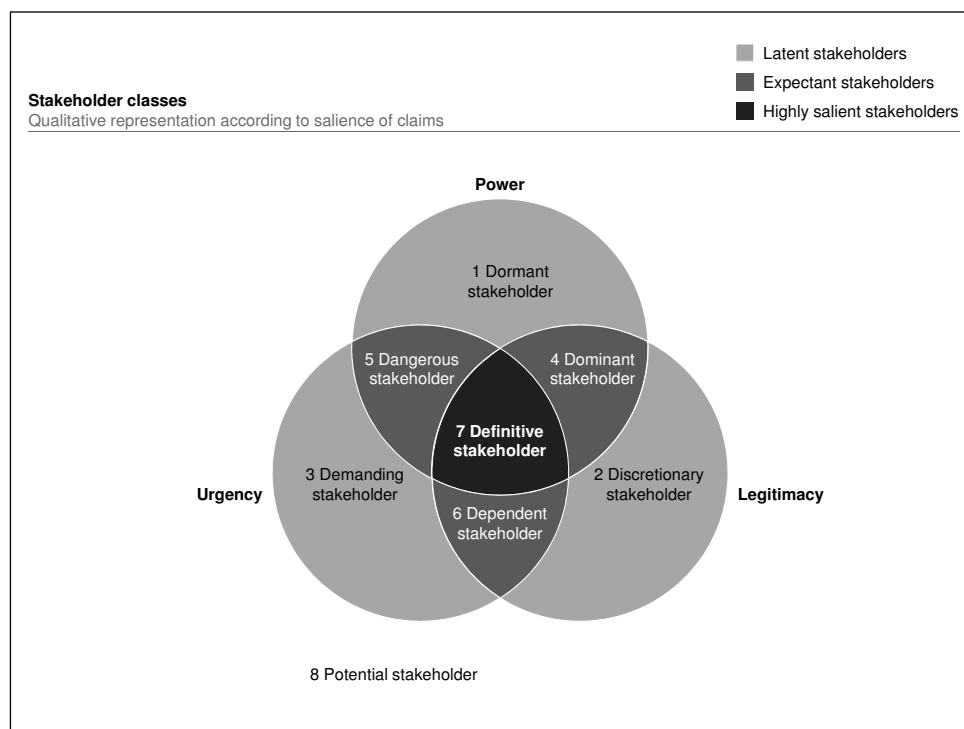 Latent stakeholders
Expectant stakeholders
Highly salient stakeholders
Stakeholder classes
Qualitative representation according to salience of claims
Power
1 Dormant
stakeholder
5 Dangerous
stakeholder
4 Dominant
stakeholder
7 Definitive
stakeholder
Urgency
3 Demanding
stakeholder
2 Discretionary
stakeholder
Legitimacy
6 Dependent
stakeholder
8 Potential stakeholder